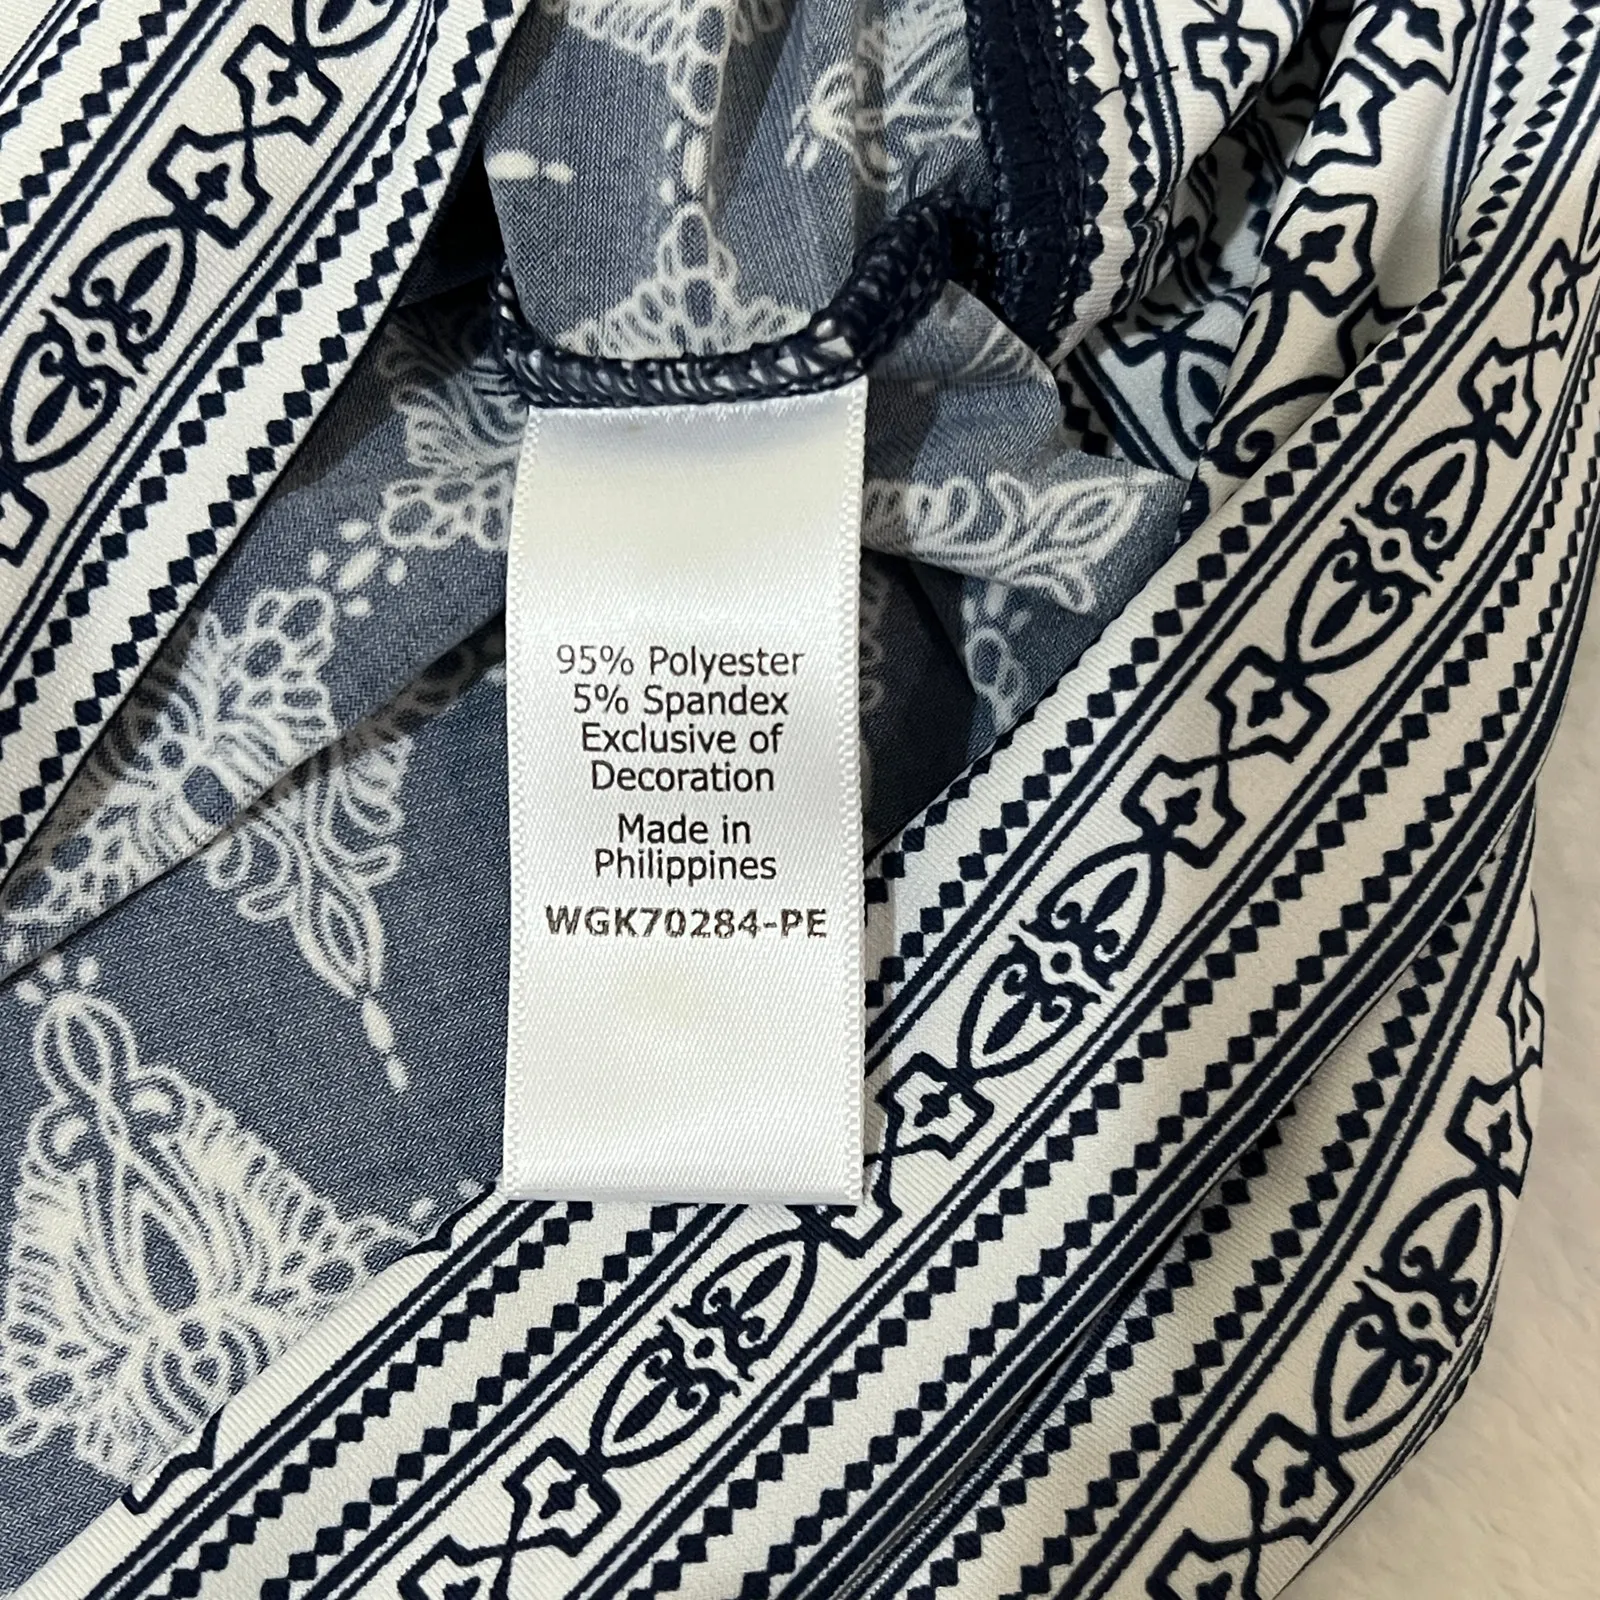 95% Polyester
5% Spandex
Exclusive of
Decoration
Made in
Philippines
WGK70284-PE